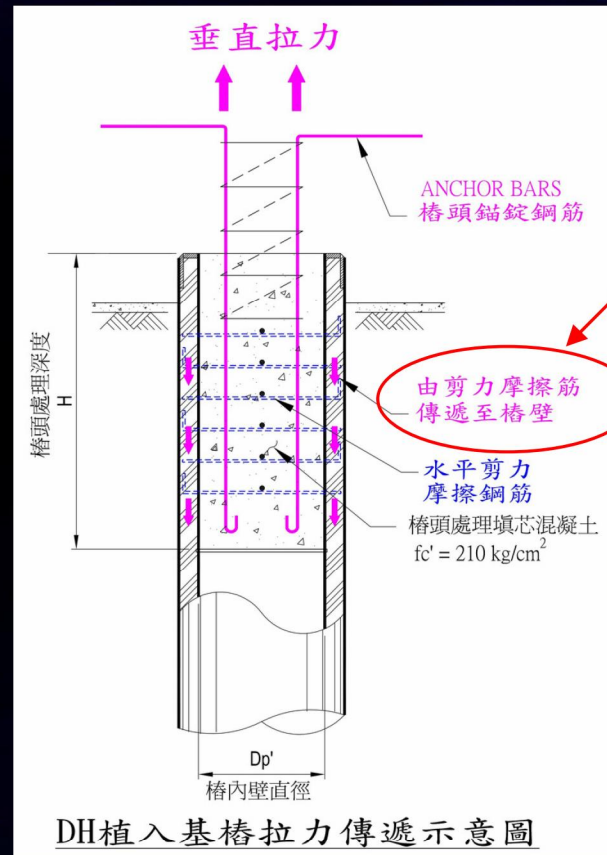 垂直拉力
ANCHOR BARS
樁頭錨錠鋼筋
樁頭處理深度
H
由剪力摩擦筋
傳遞至樁壁
水平剪力
摩擦鋼筋
樁頭處理填芯混凝土
fc' = 210 kg/cm²
Dp'
樁內壁直徑
DH植入基樁拉力傳遞示意圖